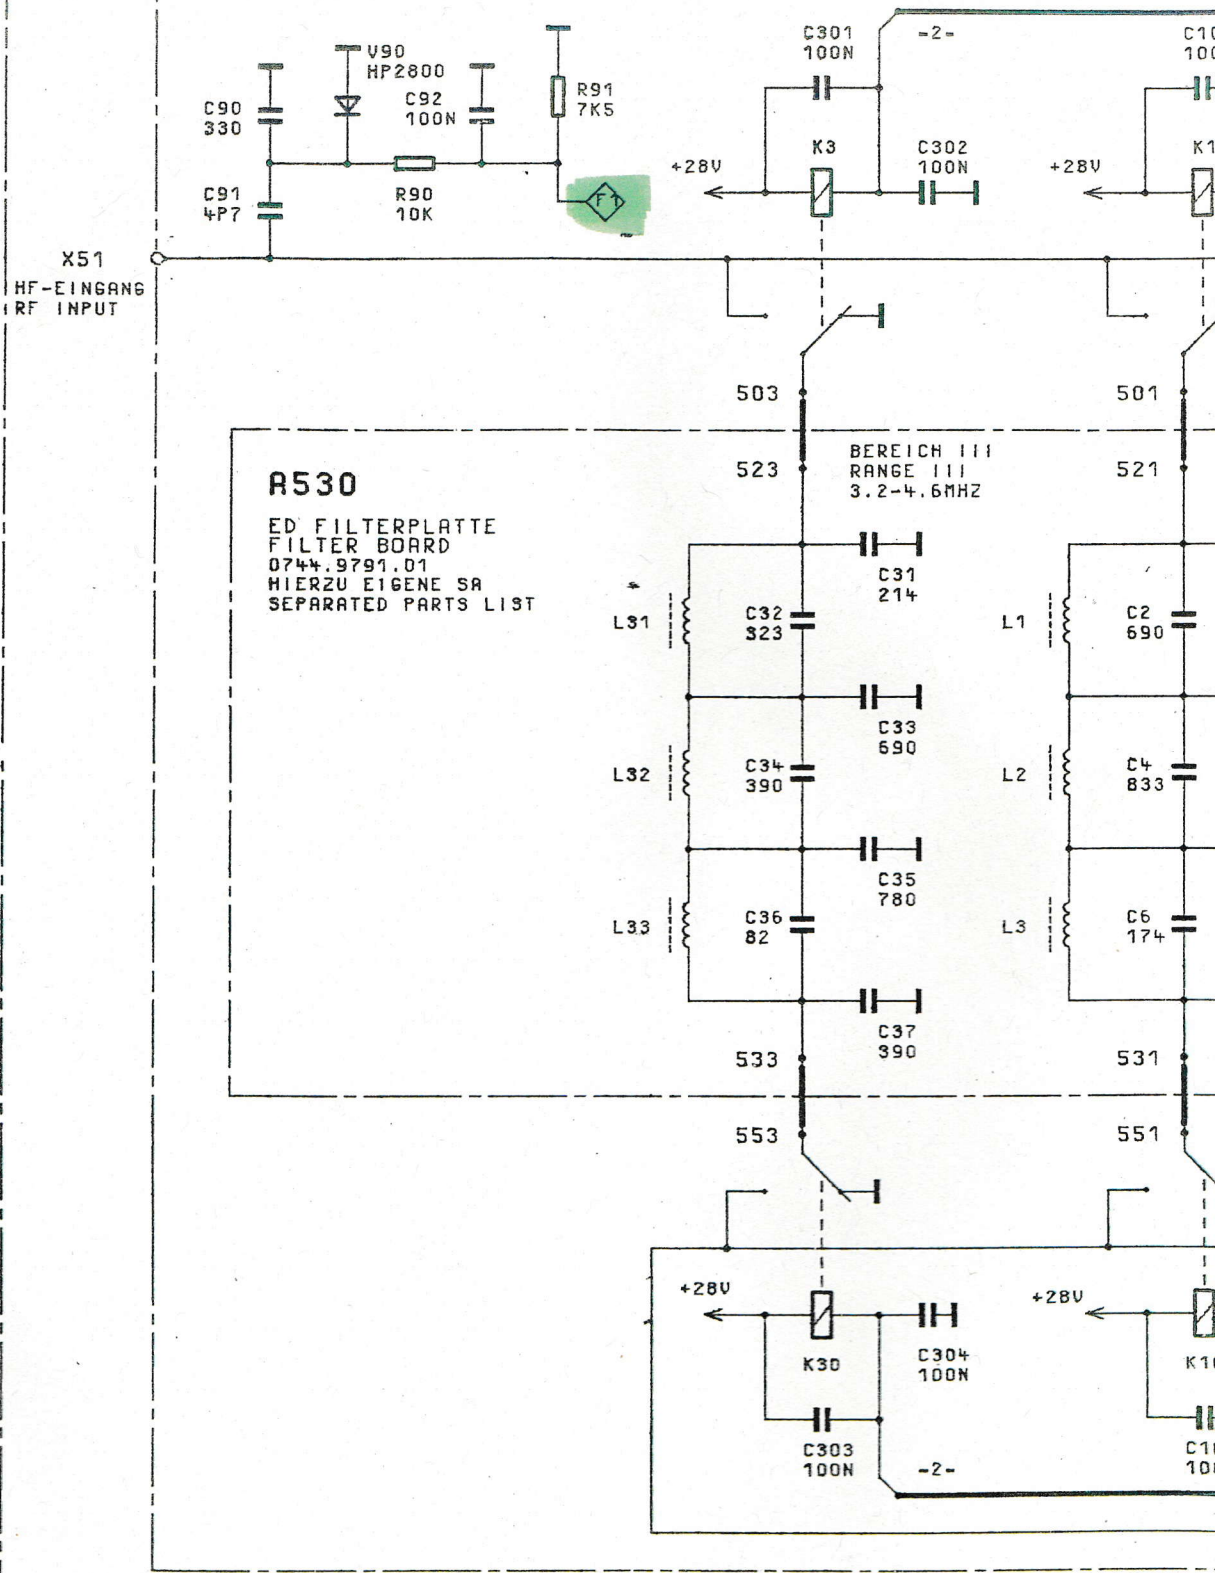 C301
100N
-2-
V90
HP2800
C90
330
C92
100N
R91
7K5
K3
C302
100N
+28V
+28V
C91
4P7
R90
10K
F1
X51
HF-EINGANG
RF INPUT
503
501
523
521
BEREICH III
RANGE III
3.2-4.6MHZ
A530
ED FILTERPLATTE
FILTER BOARD
0744.9791.01
HIERZU EIGENE SA
SEPARATED PARTS LIST
C31
214
L31
C32
323
L1
C2
690
C33
690
L32
C34
390
L2
C4
833
C35
780
L33
C36
82
L3
C6
174
C37
390
533
531
553
551
+28V
+28V
K30
C304
100N
C303
100N
-2-